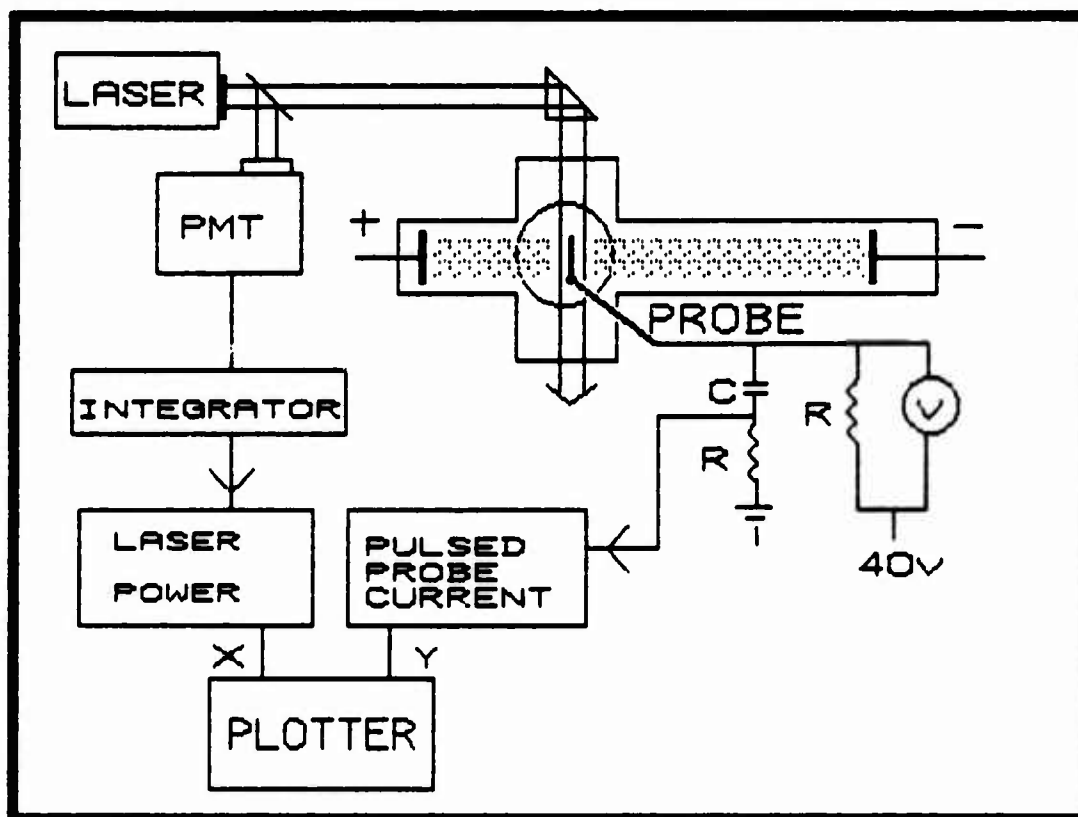 LASER
PMT
+
-
PROBE
INTEGRATOR
C
R
R
LASER
POWER
PULSED
PROBE
CURRENT
40v
V
X
Y
PLOTTER